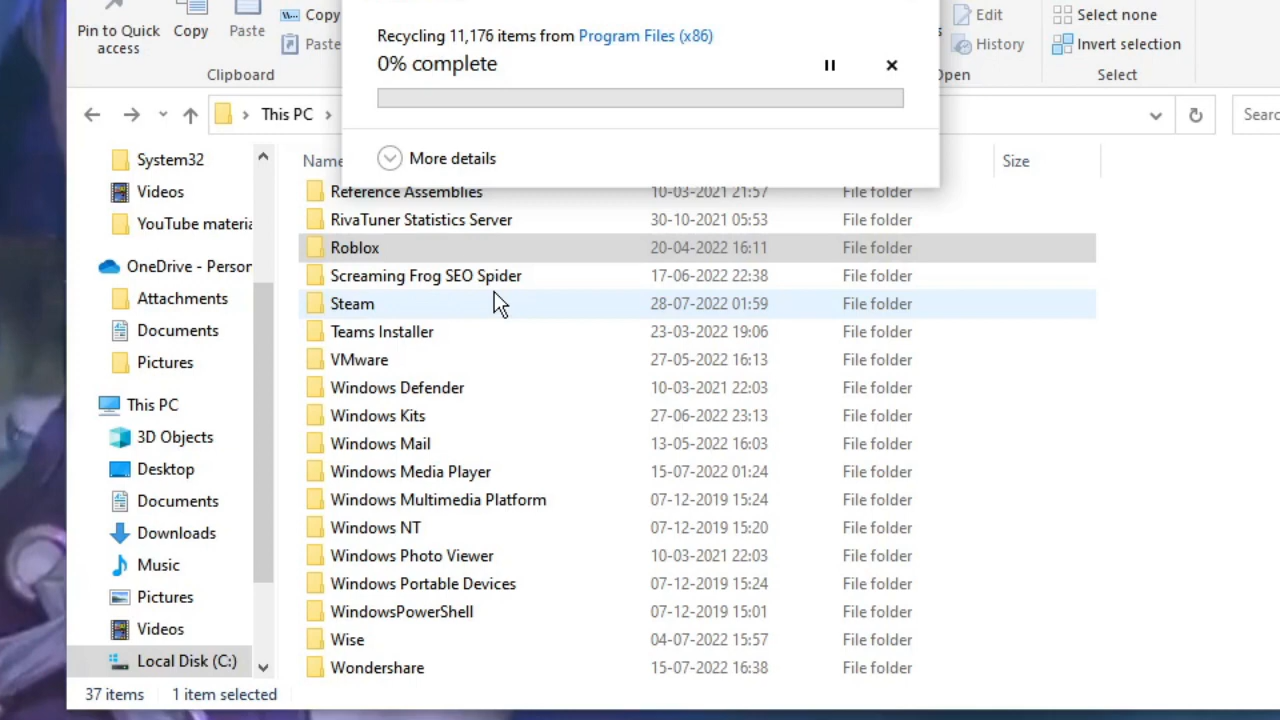 Pin to Quick access
Copy
Paste
Copy
Paste
Clipboard
Edit
History
Open
Select none
Invert selection
Select
Recycling 11,176 items from Program Files (x86)
0% complete
More details
This PC
System32
Videos
YouTube materia
OneDrive - Person
Attachments
Documents
Pictures
This PC
3D Objects
Desktop
Documents
Downloads
Music
Pictures
Videos
Local Disk (C:)
Name
Size
Reference Assemblies 10-03-2021 21:57 File folder
RivaTuner Statistics Server 30-10-2021 05:53 File folder
Roblox 20-04-2022 16:11 File folder
Screaming Frog SEO Spider 17-06-2022 22:38 File folder
Steam 28-07-2022 01:59 File folder
Teams Installer 23-03-2022 19:06 File folder
VMware 27-05-2022 16:13 File folder
Windows Defender 10-03-2021 22:03 File folder
Windows Kits 27-06-2022 23:13 File folder
Windows Mail 13-05-2022 16:03 File folder
Windows Media Player 15-07-2022 01:24 File folder
Windows Multimedia Platform 07-12-2019 15:24 File folder
Windows NT 07-12-2019 15:20 File folder
Windows Photo Viewer 10-03-2021 22:03 File folder
Windows Portable Devices 07-12-2019 15:24 File folder
WindowsPowerShell 07-12-2019 15:01 File folder
Wise 04-07-2022 15:57 File folder
Wondershare 15-07-2022 16:38 File folder
37 items 1 item selected